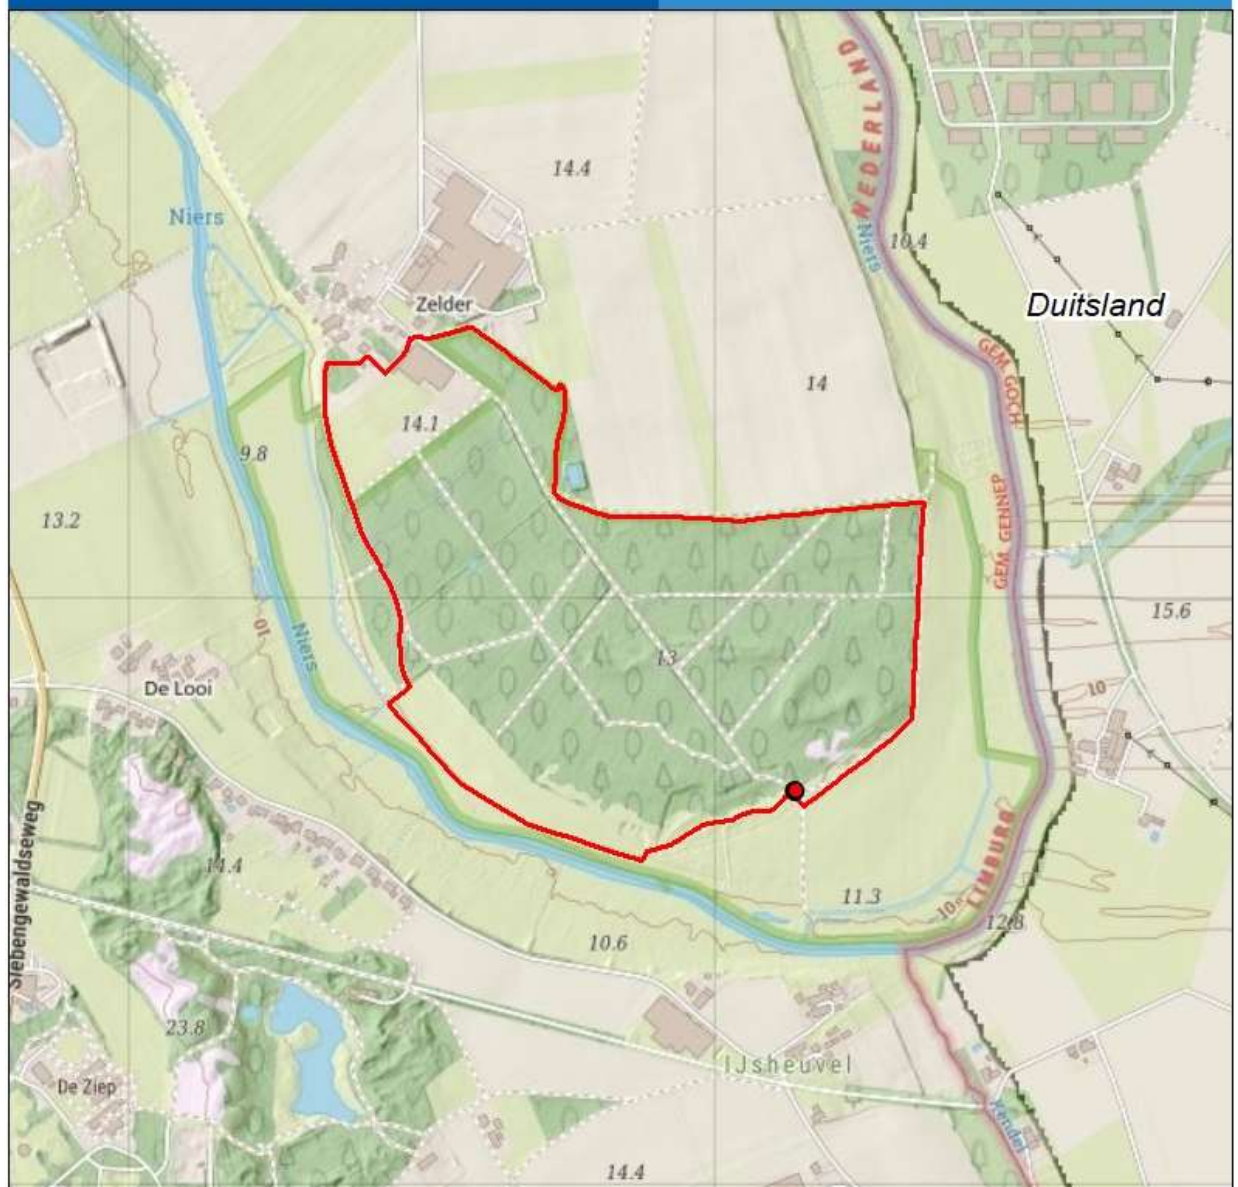 NEDERLAND
14.4
Niers
Niers
10.4
Zelder
Duitsland
GEM. GOCH
14
14.1
9.8
GEM. GENNEP
13.2
10
Niers
15.6
13
De Looi
10
Siebengewaldseweg
14.4
LIMBURG
11.3
10
12.8
10.6
23.8
IJsheuvel
De Ziep
Kendel
14.4